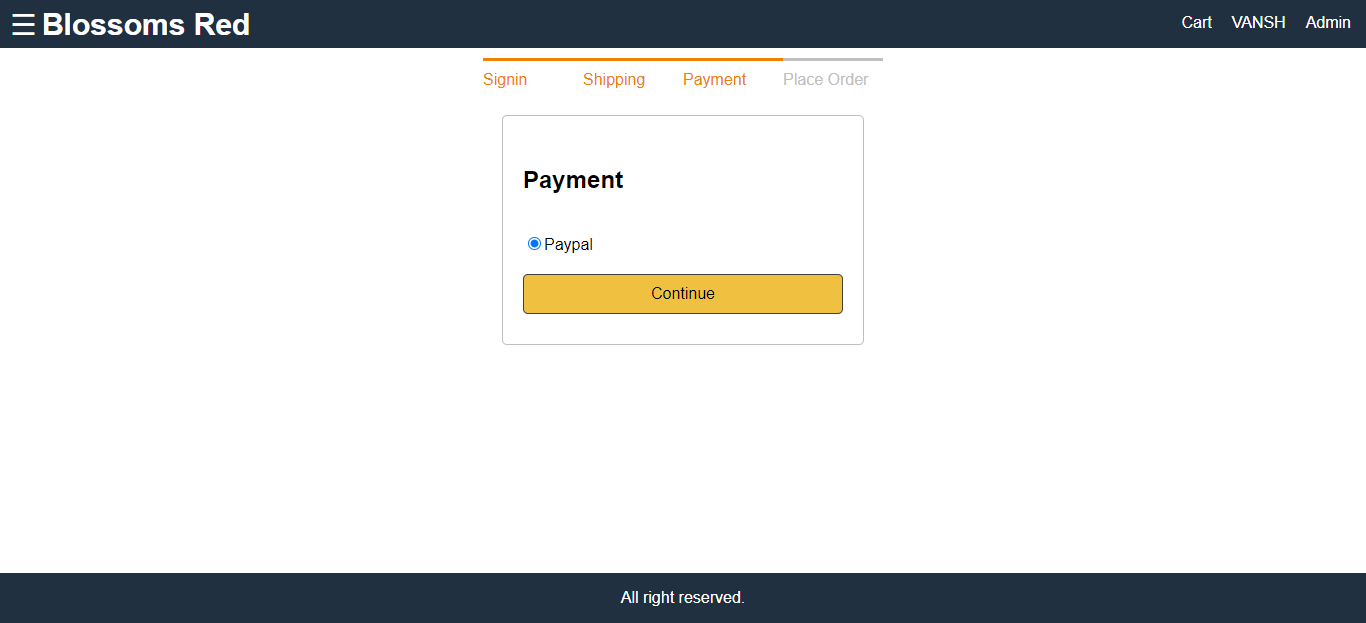 ☰ Blossoms Red Cart VANSH Admin
Signin Shipping Payment Place Order
Payment
Paypal
Continue
All right reserved.